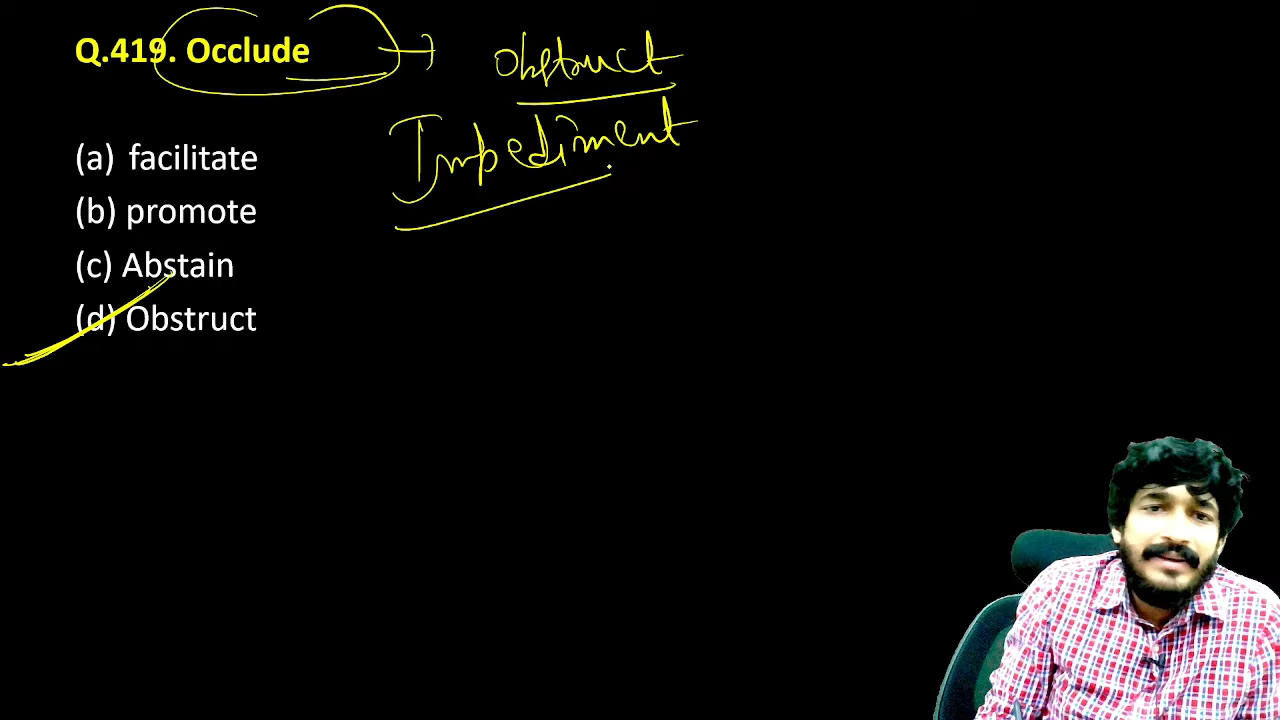 Q.419. Occlude → obstruct
Impediment
(a) facilitate
(b) promote
(c) Abstain
(d) Obstruct